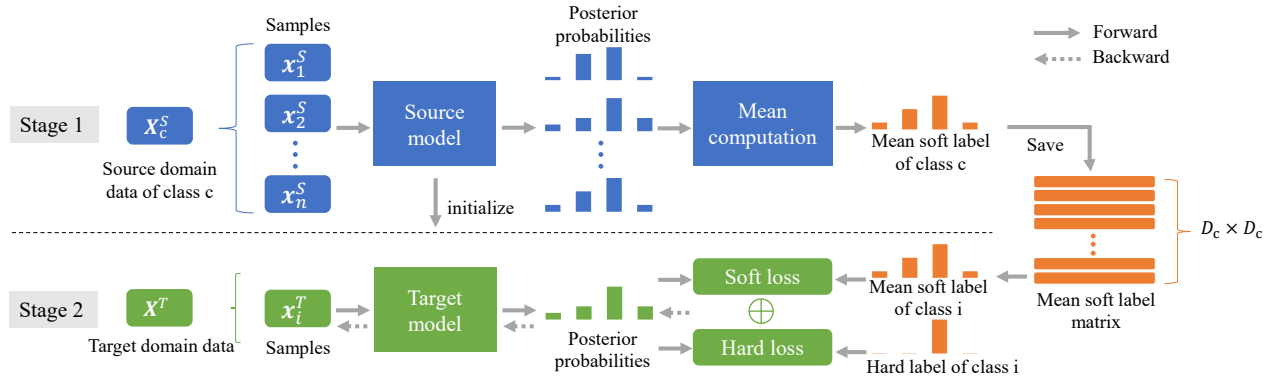 Samples
Posterior
probabilities
Forward
Backward
Stage 1
X_c^S
Source domain
data of class c
x_1^S
x_2^S
x_n^S
Source
model
Mean
computation
Mean soft label
of class c
Save
initialize
D_c × D_c
Mean soft label
matrix
Stage 2
X^T
Target domain data
x_i^T
Samples
Target
model
Posterior
probabilities
Soft loss
Hard loss
Mean soft label
of class i
Hard label of class i